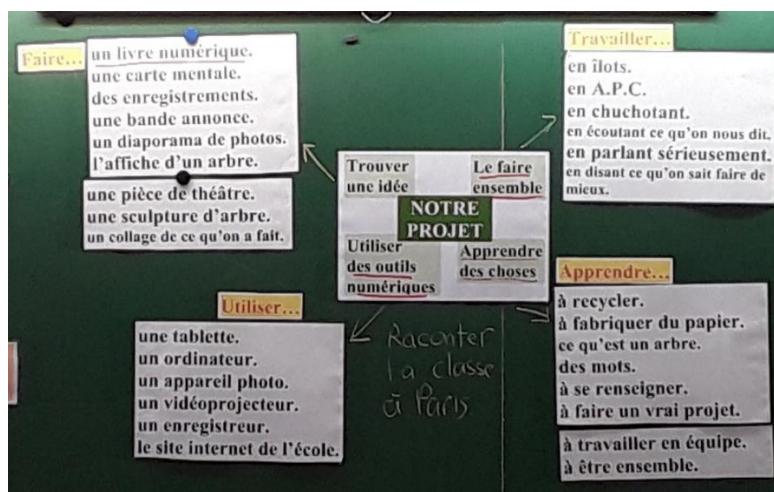 Faire...
un livre numérique.
une carte mentale.
des enregistrements.
une bande annonce.
un diaporama de photos.
l'affiche d'un arbre.
une pièce de théâtre.
une sculpture d'arbre.
un collage de ce qu'on a fait.
Travailler...
en îlots.
en A.P.C.
en chuchotant.
en écoutant ce qu'on nous dit.
en parlant sérieusement.
en disant ce qu'on sait faire de
mieux.
Trouver
une idée
Le faire
ensemble
NOTRE
PROJET
Utiliser
des outils
numériques
Apprendre
des choses
Utiliser...
une tablette.
un ordinateur.
un appareil photo.
un vidéoprojecteur.
un enregistreur.
le site internet de l'école.
Raconter
la classe
à Paris
Apprendre...
à recycler.
à fabriquer du papier.
ce qu'est un arbre.
des mots.
à se renseigner.
à faire un vrai projet.
à travailler en équipe.
à être ensemble.